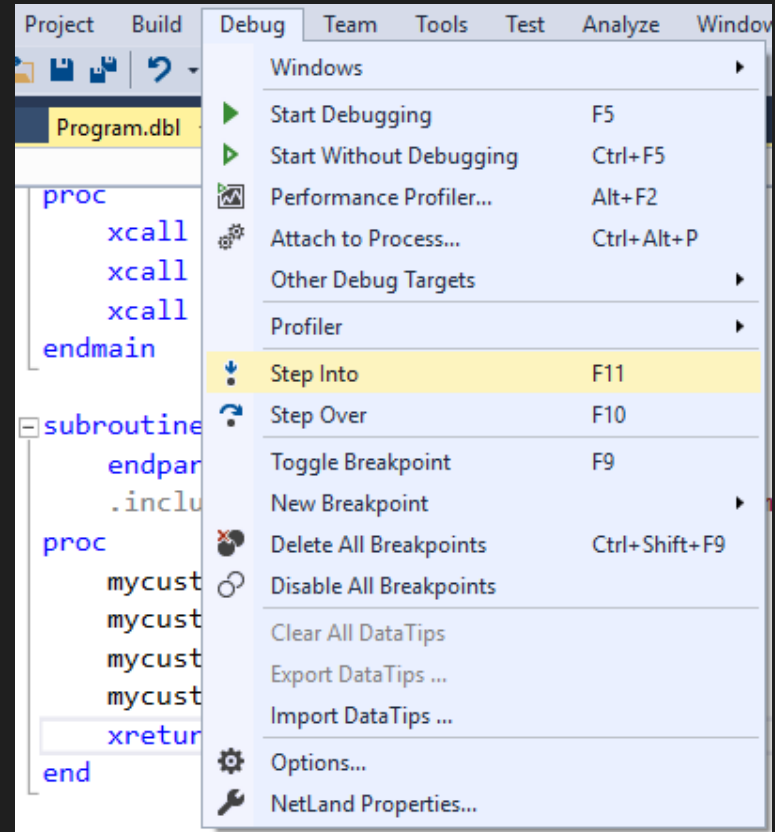 Project Build Debug Team Tools Test Analyze Window
Program.dbl
proc
xcall
xcall
xcall
endmain
subroutine
endpar
.inclu
proc
mycust
mycust
mycust
mycust
xretur
end
Windows
Start Debugging F5
Start Without Debugging Ctrl+F5
Performance Profiler... Alt+F2
Attach to Process... Ctrl+Alt+P
Other Debug Targets
Profiler
Step Into F11
Step Over F10
Toggle Breakpoint F9
New Breakpoint
Delete All Breakpoints Ctrl+Shift+F9
Disable All Breakpoints
Clear All DataTips
Export DataTips ...
Import DataTips ...
Options...
NetLand Properties...